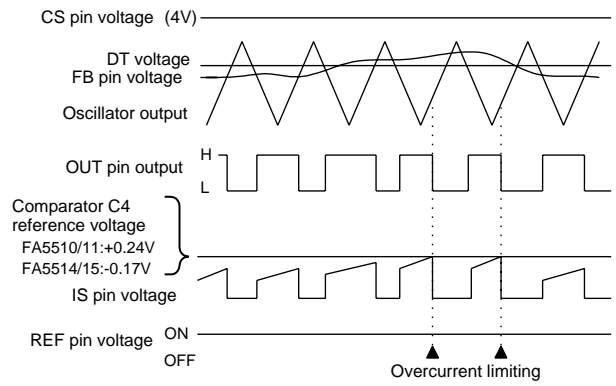 CS pin voltage (4V)
DT voltage
FB pin voltage
Oscillator output
OUT pin output
H
L
Comparator C4
reference voltage
FA5510/11:+0.24V
FA5514/15:-0.17V
IS pin voltage
REF pin voltage
ON
OFF
Overcurrent limiting